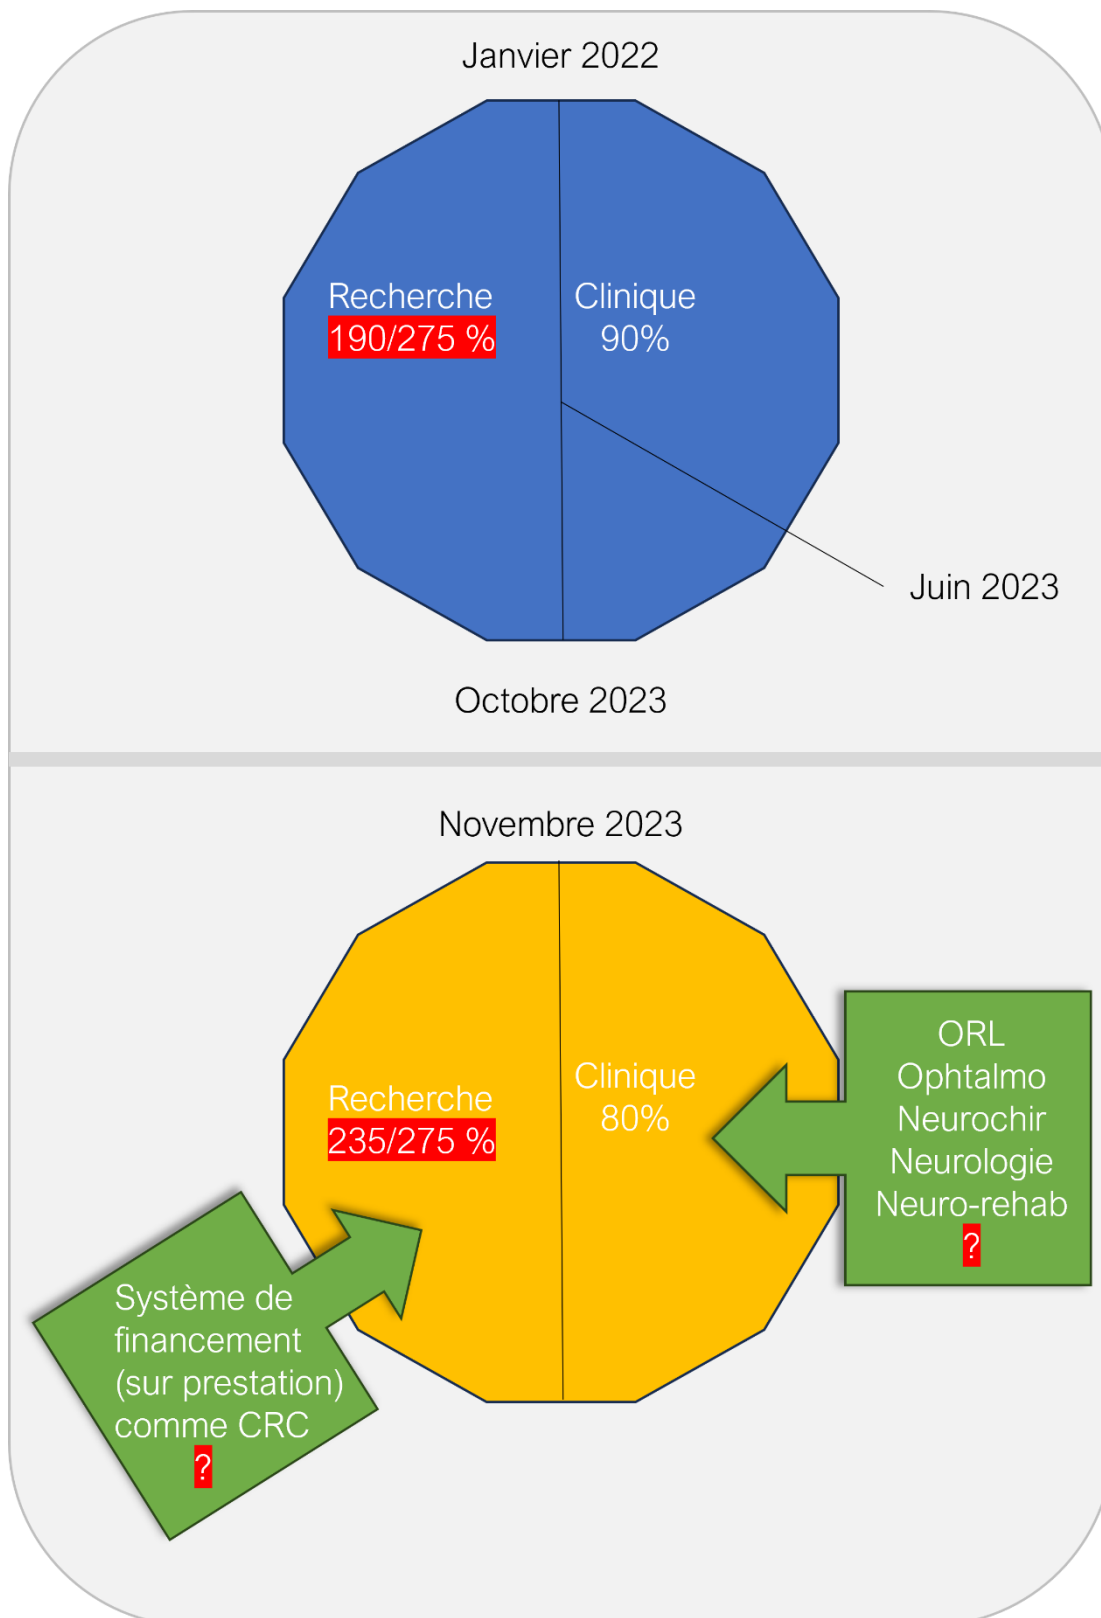 Janvier 2022
Recherche
190/275 %
Clinique
90%
Juin 2023
Octobre 2023
Novembre 2023
Recherche
235/275 %
Clinique
80%
ORL
Ophtalmo
Neurochir
Neurologie
Neuro-rehab
?
Système de
financement
(sur prestation)
comme CRC
?